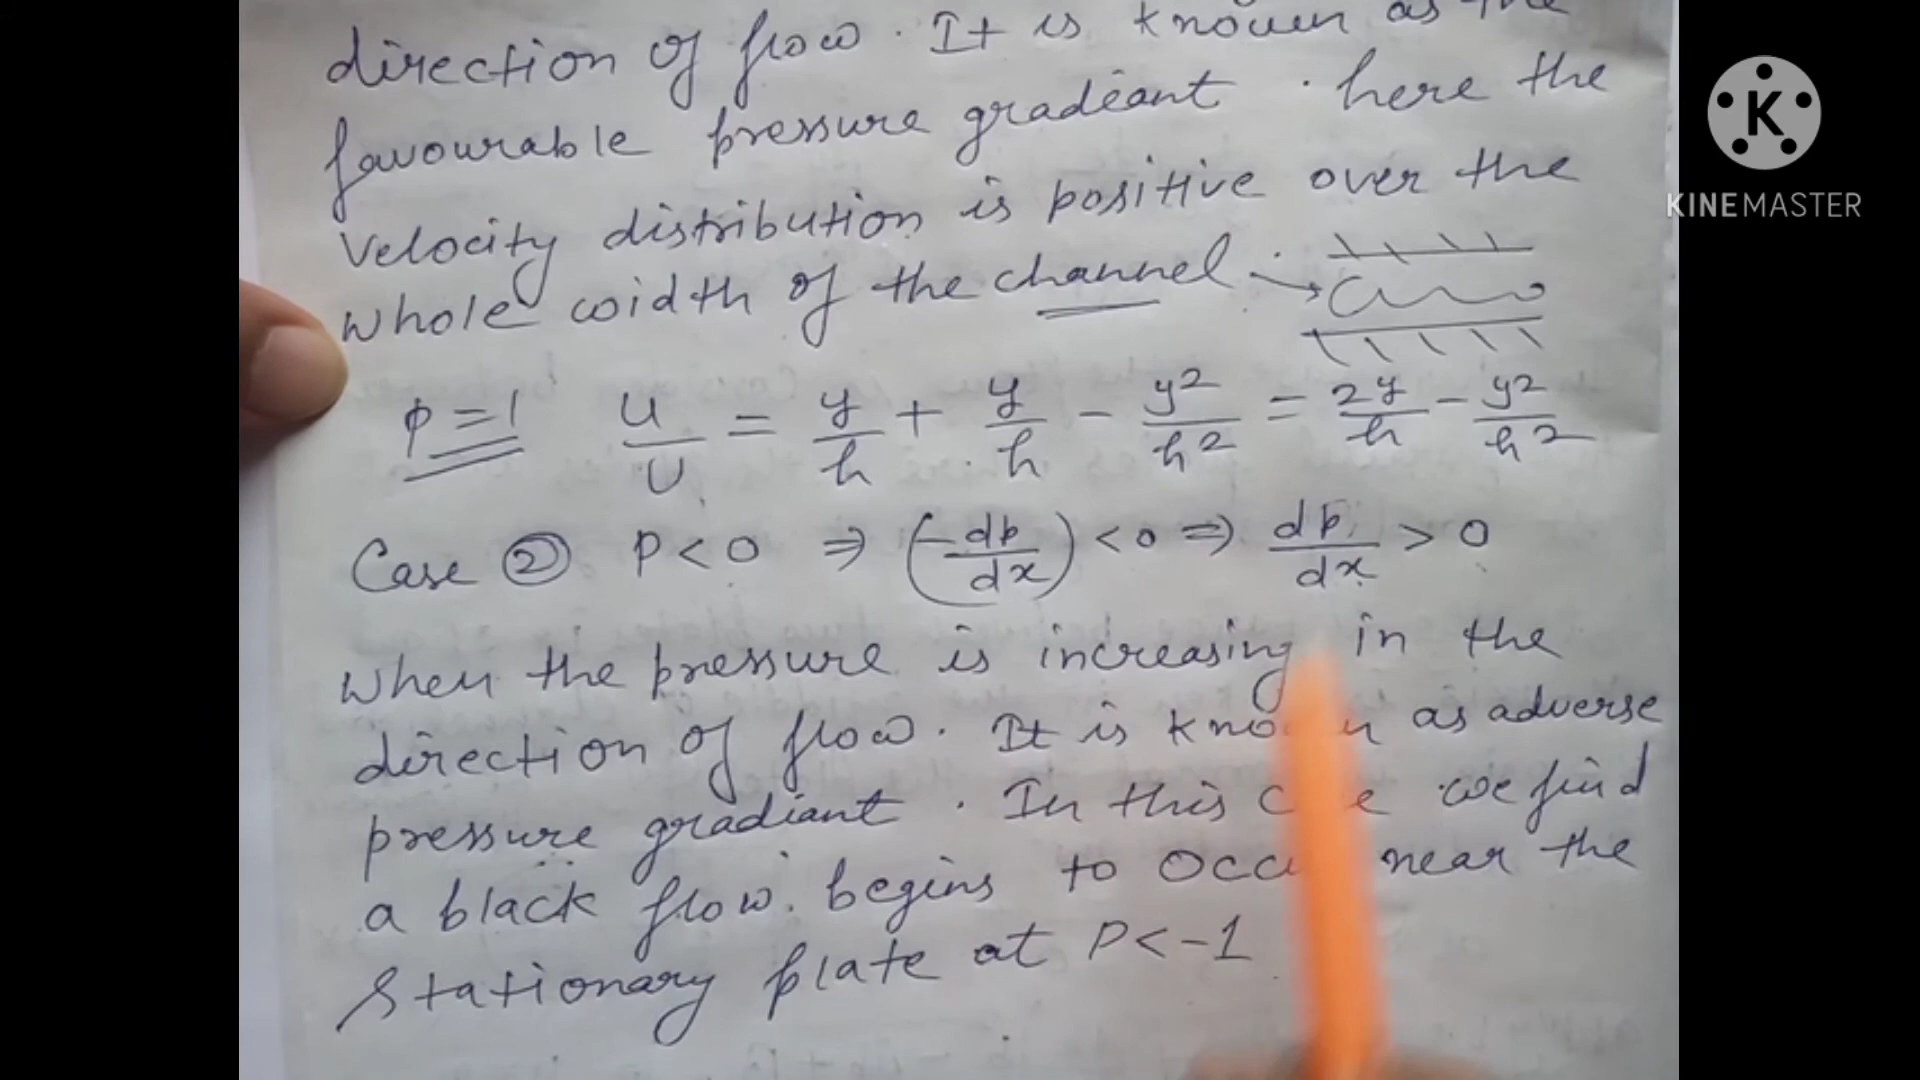 direction of flow. It is known as the
favourable pressure gradiant. here the
velocity distribution is positive over the
whole width of the channel.
p=1 u/U = y/h + y/h - y²/h² = 2y/h - y²/h²
Case ② P<0 ⇒ (-dp/dx) <0 ⇒ dp/dx > 0
When the pressure is increasing in the
direction of flow. It is known as adverse
pressure gradiant. In this we find
a black flow. begins to near the
stationary plate at P<-1
K
KINEMASTER